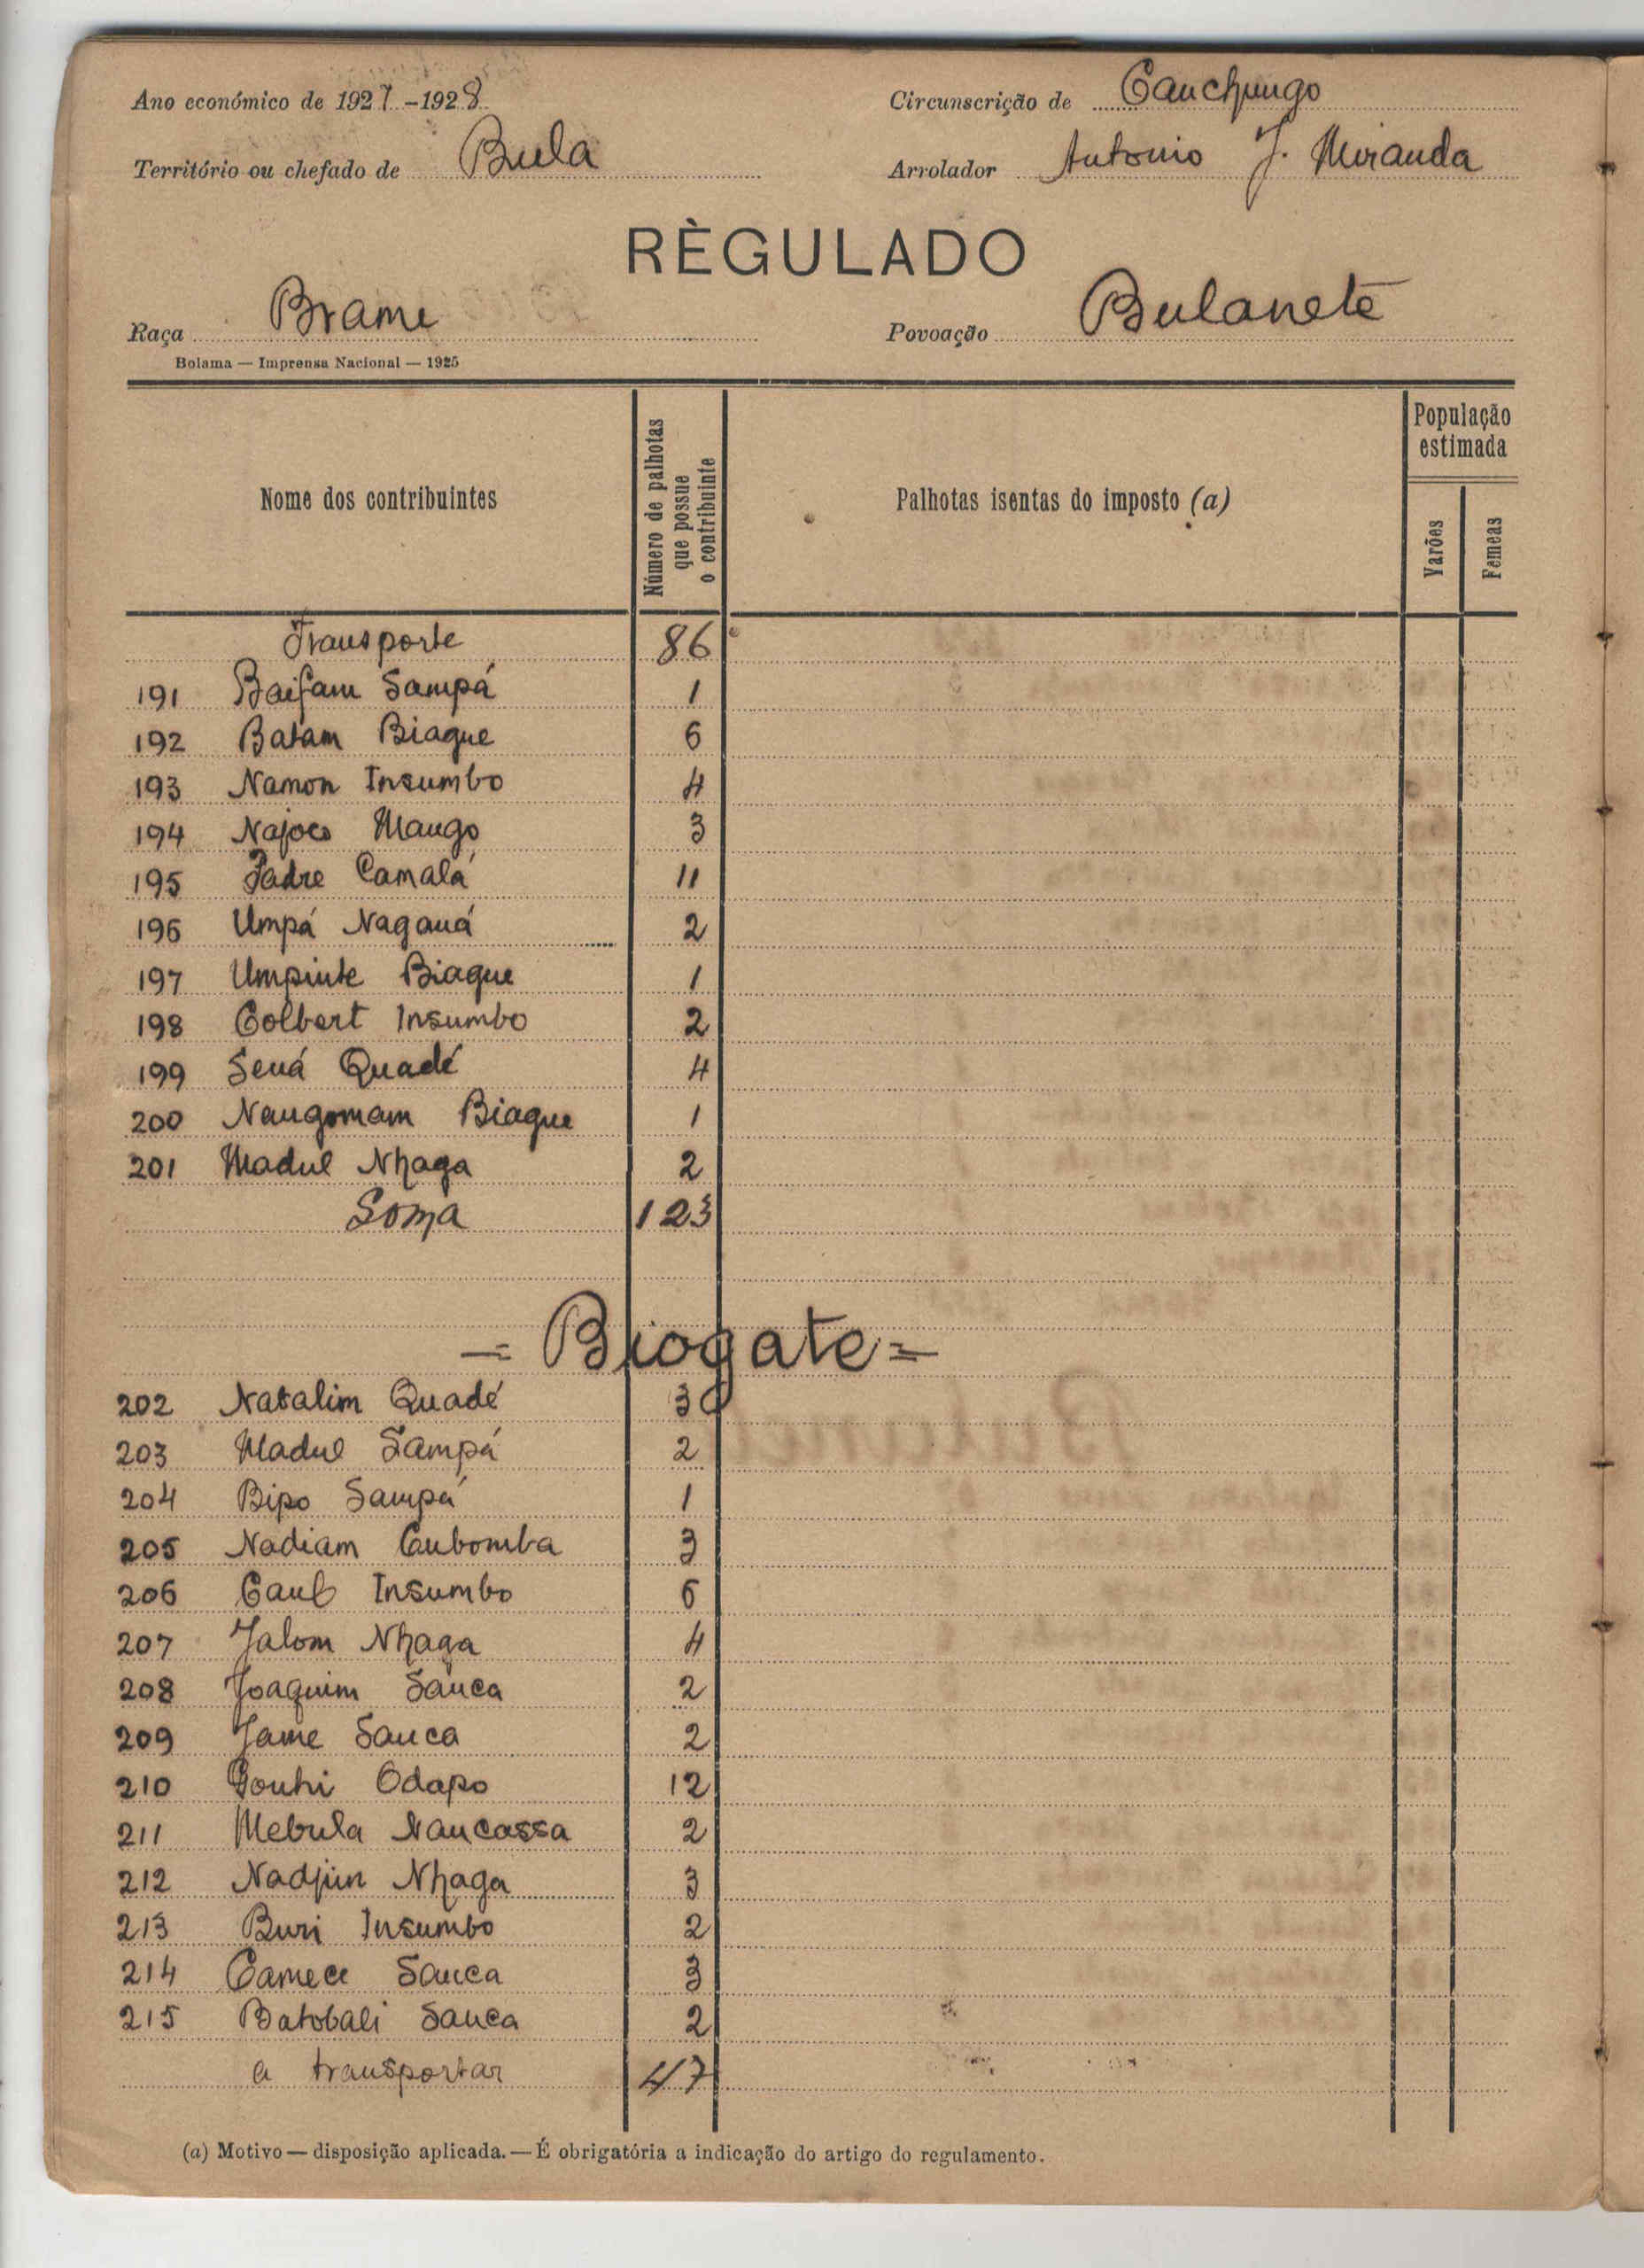 Ano económico de 1927-1928
Circunscrição de Canchungo
Território ou chefado de Bula
Arrolador Antonio J. Miranda
RÈGULADO
Raça Brame
Povoação Bulanete
Bolama — Imprensa Nacional — 1925
Nome dos contribuintes
Número de palhotas que possue o contribuinte
Palhotas isentas do imposto (a)
População estimada
Varões
Femeas
Transporte 86
191 Baifam Sampá 1
192 Batam Biague 6
193 Namon Insumbo 4
194 Najoco Mango 3
195 Padre Camalá 11
196 Umpá Naganá 2
197 Umpinte Biague 1
198 Colbert Insumbo 2
199 Sená Quadé 4
200 Naugomam Biague 1
201 Madul Nhaga 2
Soma 123
= Biogate =
202 Natalim Quadé 3
203 Madul Sampá 2
204 Bipo Sampá 1
205 Nadiam Cubomba 3
206 Caub Insumbo 6
207 Jalom Nhaga 4
208 Joaquim Sanca 2
209 Jame Sanca 2
210 Odapo 12
211 Mebula Nancassa 2
212 Nadjun Nhaga 3
213 Buri Insumbo 2
214 Camece Sanca 3
215 Batobali Sanca 2
a transportar 47
(a) Motivo — disposição aplicada. — É obrigatória a indicação do artigo do regulamento.